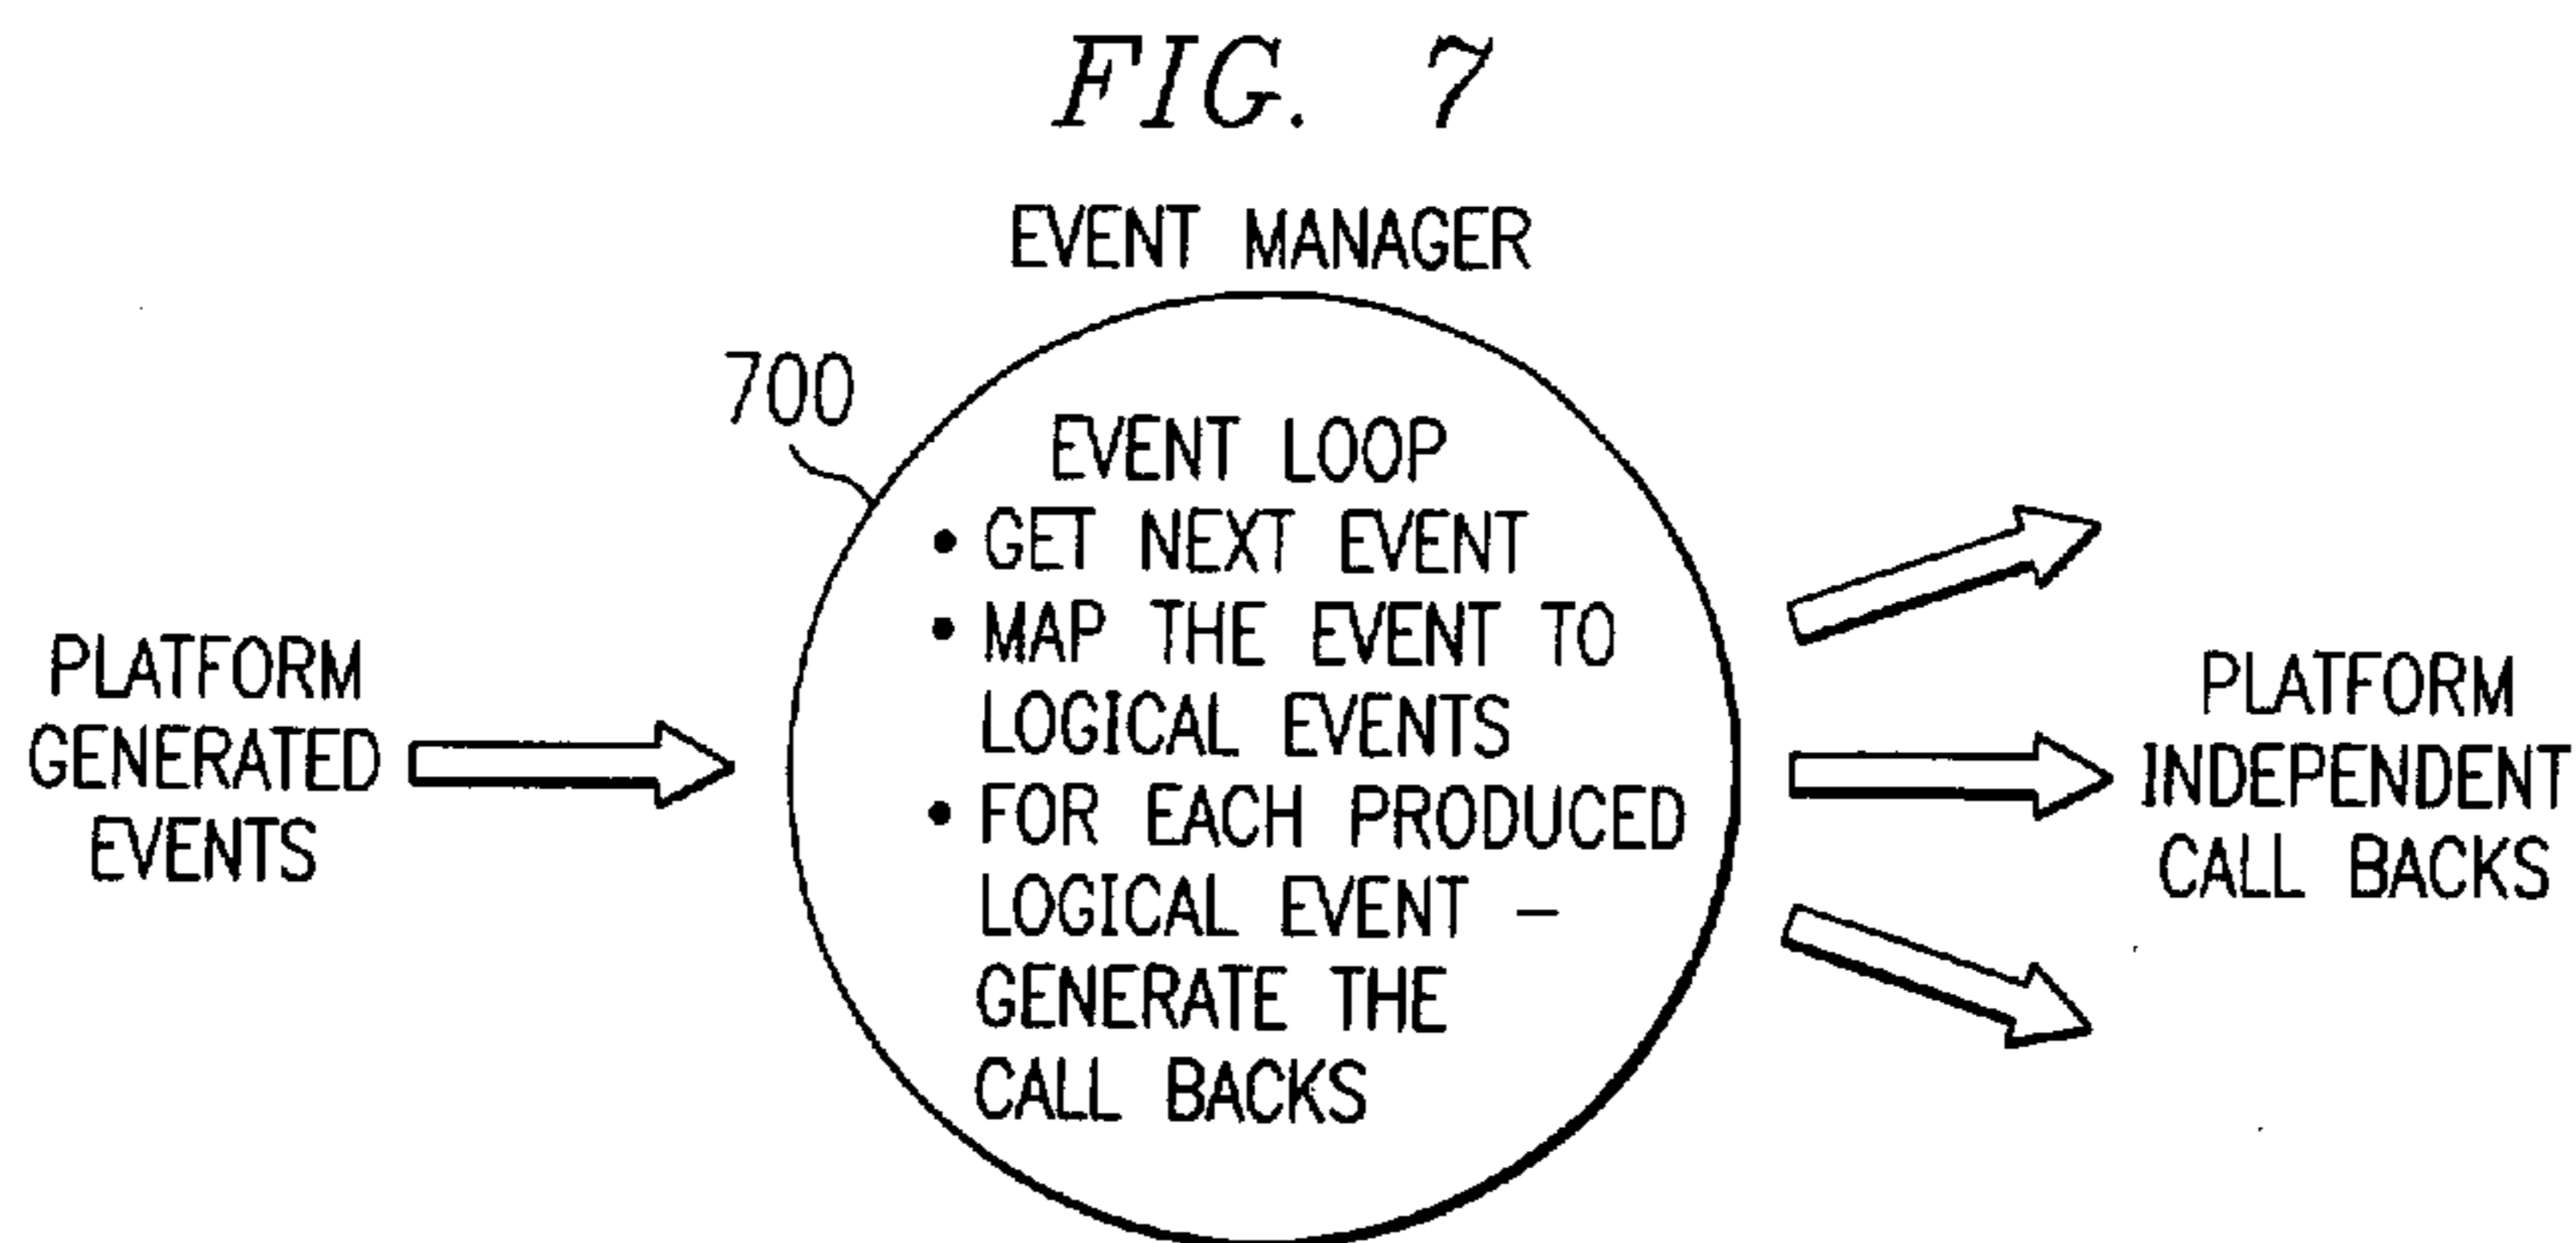 FIG. 7
EVENT MANAGER
700
EVENT LOOP
• GET NEXT EVENT
• MAP THE EVENT TO
LOGICAL EVENTS
• FOR EACH PRODUCED
LOGICAL EVENT –
GENERATE THE
CALL BACKS
PLATFORM
GENERATED
EVENTS
PLATFORM
INDEPENDENT
CALL BACKS